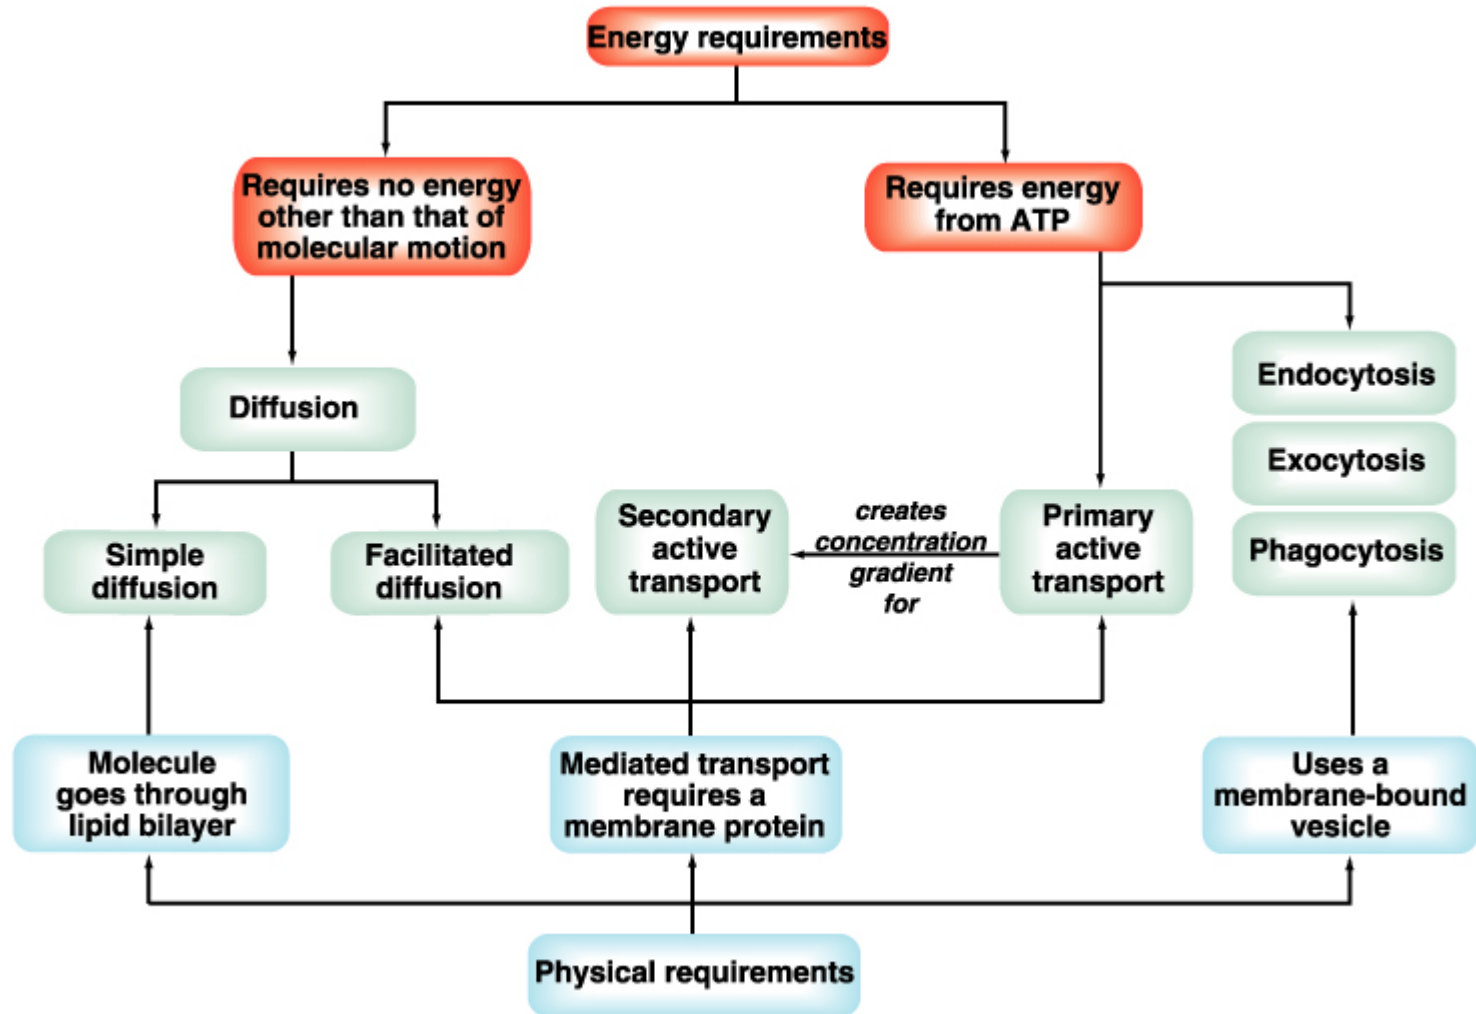 Energy requirements
Requires no energy
other than that of
molecular motion
Requires energy
from ATP
Diffusion
Endocytosis
Exocytosis
Phagocytosis
Simple
diffusion
Facilitated
diffusion
Secondary
active
transport
creates
concentration
gradient
for
Primary
active
transport
Molecule
goes through
lipid bilayer
Mediated transport
requires a
membrane protein
Uses a
membrane-bound
vesicle
Physical requirements